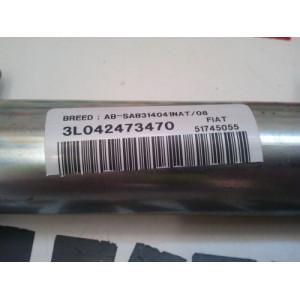 BREED : AB-SAB314041NAT/06
3L042473470 FIAT
51745055